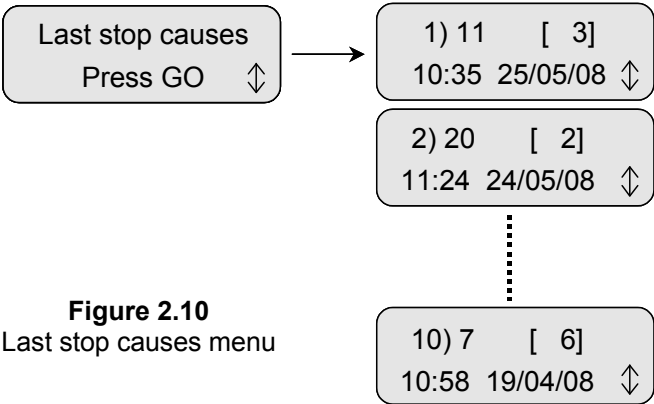 Last stop causes
Press GO
1) 11 [ 3]
10:35 25/05/08
2) 20 [ 2]
11:24 24/05/08
10) 7 [ 6]
10:58 19/04/08
Figure 2.10
Last stop causes menu